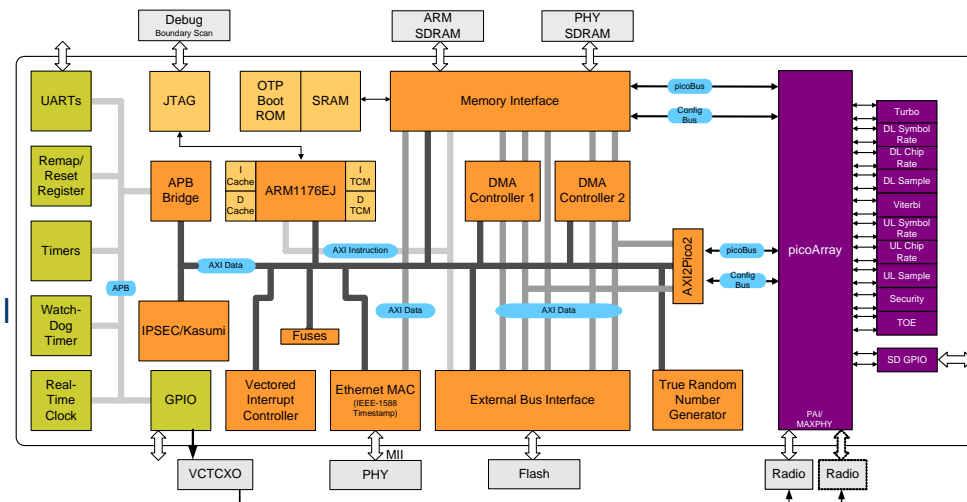 Debug
Boundary Scan
ARM
SDRAM
PHY
SDRAM
UARTs
JTAG
OTP
Boot
ROM
SRAM
Memory Interface
picoBus
Config
Bus
Turbo
DL Symbol
Rate
DL Chip
Rate
DL Sample
Viterbi
UL Symbol
Rate
UL Chip
Rate
UL Sample
Security
TOE
SD GPIO
Remap/
Reset
Register
APB
Bridge
I
Cache
D
Cache
ARM1176EJ
I
TCM
D
TCM
DMA
Controller 1
DMA
Controller 2
Timers
AXI Instruction
AXI Data
AXI2Pico2
picoBus
Config
Bus
picoArray
APB
Watch-
Dog
Timer
IPSEC/Kasumi
Fuses
AXI Data
AXI Data
Real-
Time
Clock
GPIO
Vectored
Interrupt
Controller
Ethernet MAC
(IEEE-1588
Timestamp)
External Bus Interface
True Random
Number
Generator
PAI/
MAXPHY
MII
VCTCXO
PHY
Flash
Radio
Radio